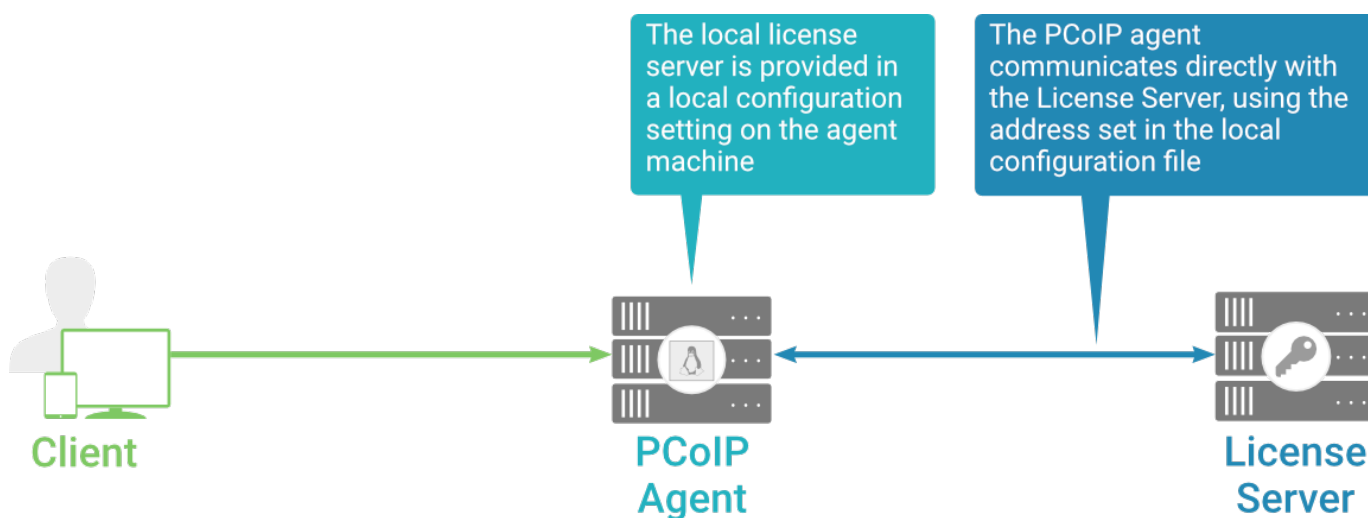 The local license
server is provided in
a local configuration
setting on the agent
machine
The PCoIP agent
communicates directly with
the License Server, using the
address set in the local
configuration file
Client
PCoIP
Agent
License
Server